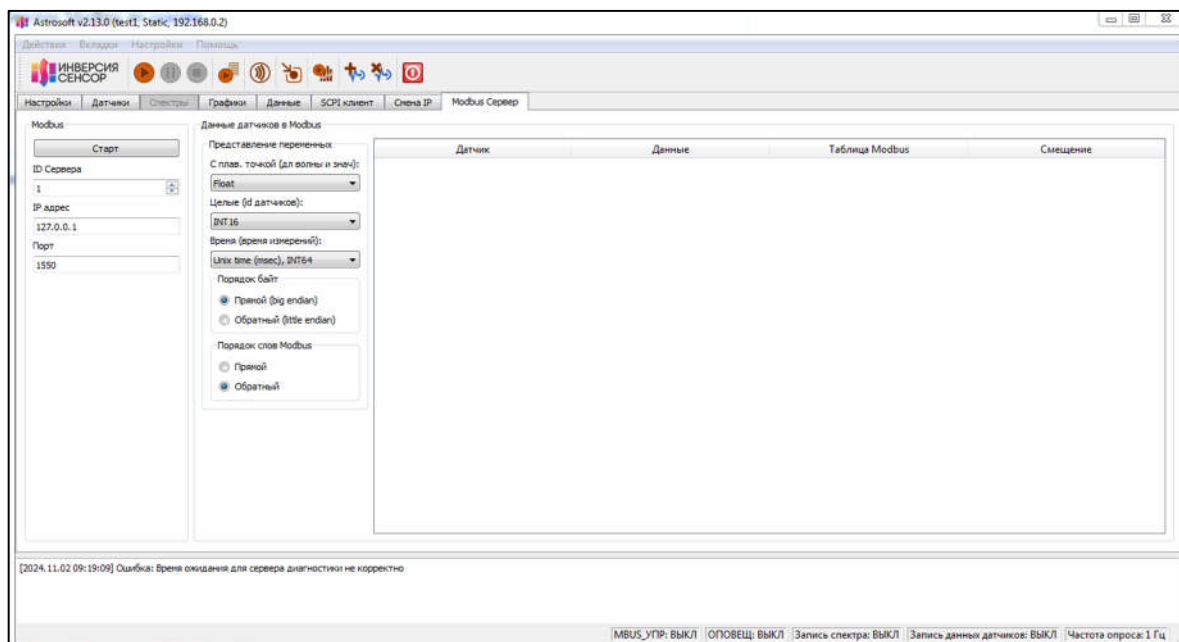 Astrosoft v2.13.0 (test1, Static, 192.168.0.2)
Действия Вкладки Настройки Помощь
ИНВЕРСИЯ
СЕНСОР
Настройки Датчики Спектры Графики Данные SCPI клиент Смена IP Modbus Сервер
Modbus
Старт
ID Сервера
1
IP адрес
127.0.0.1
Порт
1550
Данные датчиков в Modbus
Представление переменных
С плав. точкой (дл волны и знач):
Float
Целые (id датчиков):
INT16
Время (время измерений):
Unix time (msec), INT64
Порядок байт
Прямой (big endian)
Обратный (little endian)
Порядок слов Modbus
Прямой
Обратный
Датчик Данные Таблица Modbus Смещение
[2024.11.02 09:19:09] Ошибка: Время ожидания для сервера диагностики не корректно
MBUS_УПР: ВЫКЛ ОПОВЕЩ: ВЫКЛ Запись спектра: ВЫКЛ Запись данных датчиков: ВЫКЛ Частота опроса: 1 Гц